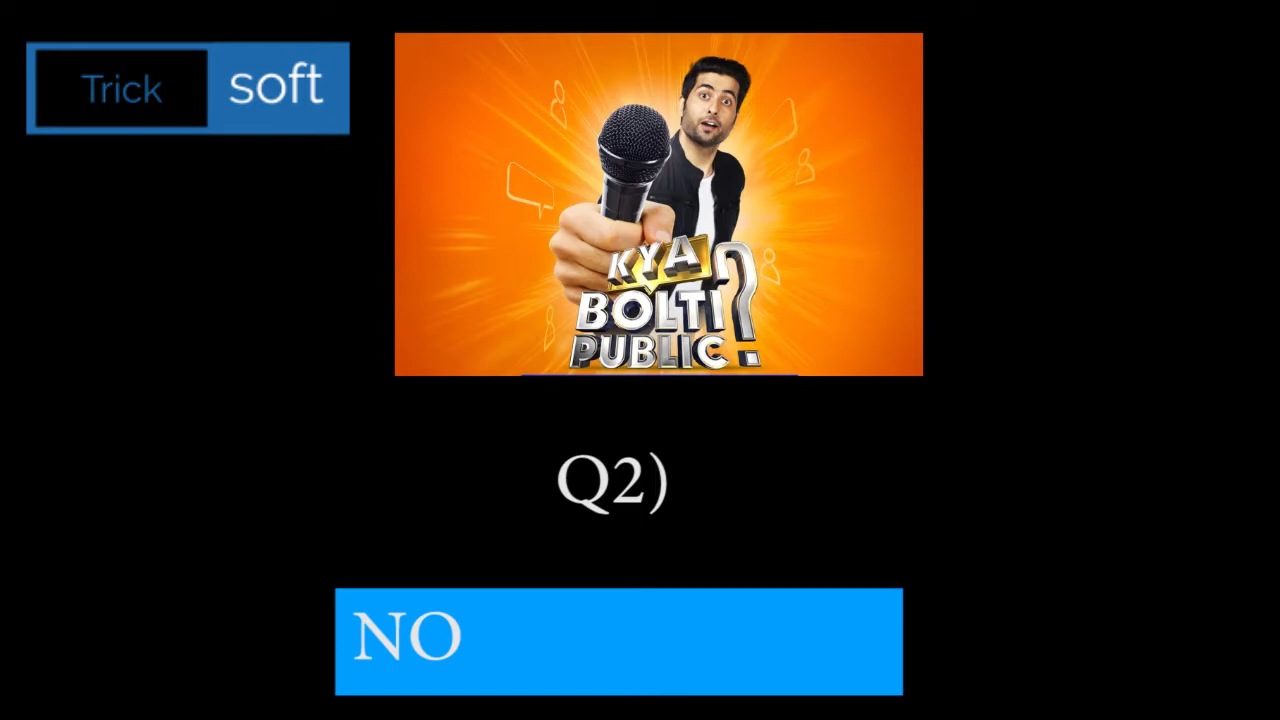 Trick soft
KYA
BOLTI
PUBLIC?
Q2)
NO